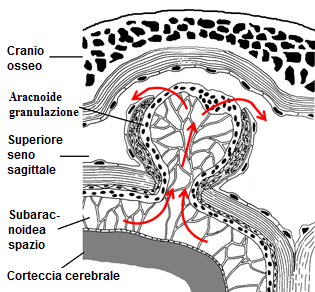 Cranio
osseo
Aracnoide
granulazione
Superiore
seno
sagittale
Subarac-
noidea
spazio
Corteccia cerebrale